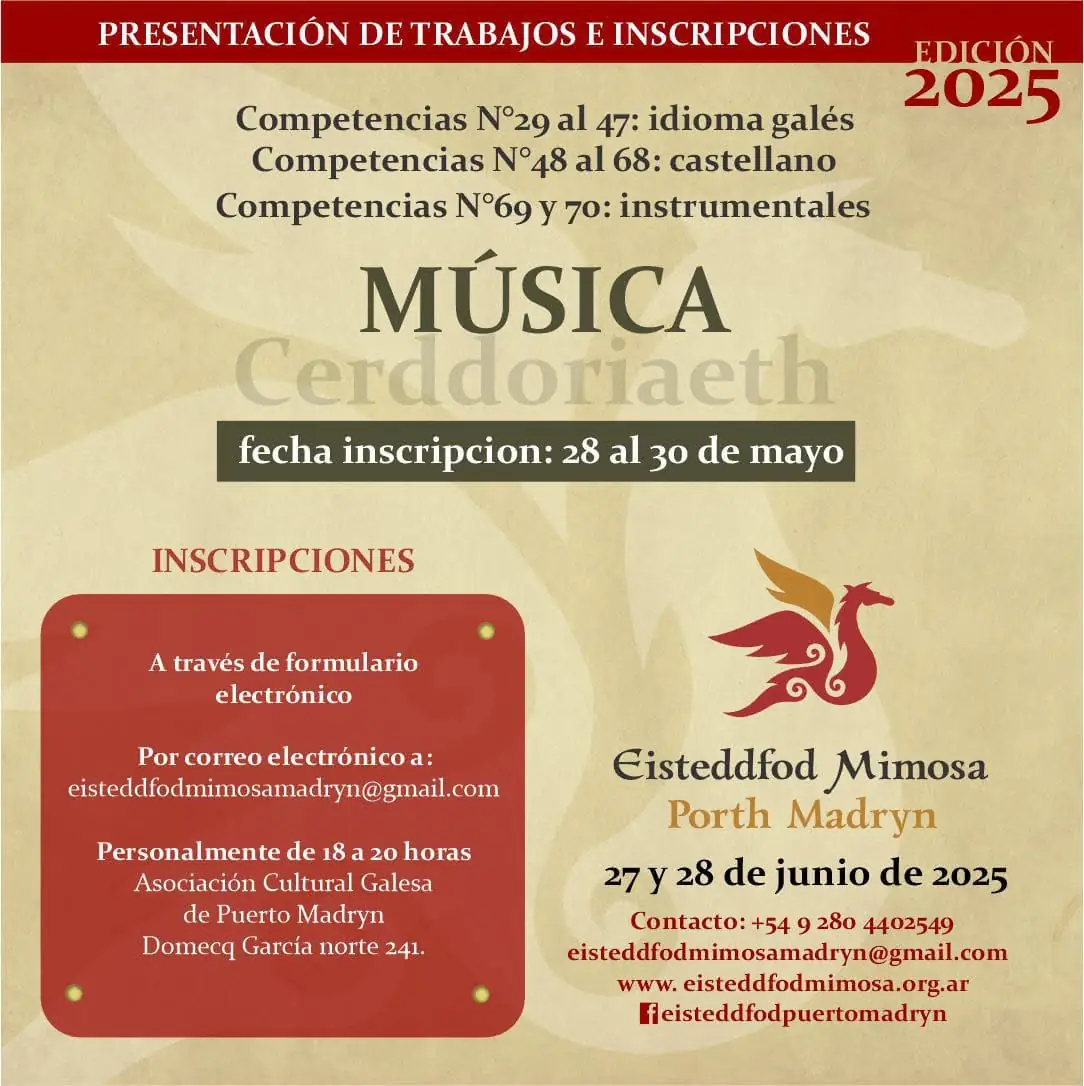 PRESENTACIÓN DE TRABAJOS E INSCRIPCIONES
EDICIÓN
2025
Competencias N°29 al 47: idioma galés
Competencias N°48 al 68: castellano
Competencias N°69 y 70: instrumentales
MÚSICA
Cerddoriaeth
fecha inscripcion: 28 al 30 de mayo
INSCRIPCIONES
A través de formulario
electrónico
Por correo electrónico a:
eisteddfodmimosamadryn@gmail.com
Personalmente de 18 a 20 horas
Asociación Cultural Galesa
de Puerto Madryn
Domecq García norte 241.
Eisteddfod Mimosa
Porth Madryn
27 y 28 de junio de 2025
Contacto: +54 9 280 4402549
eisteddfodmimosamadryn@gmail.com
www. eisteddfodmimosa.org.ar
eisteddfodpuertomadryn